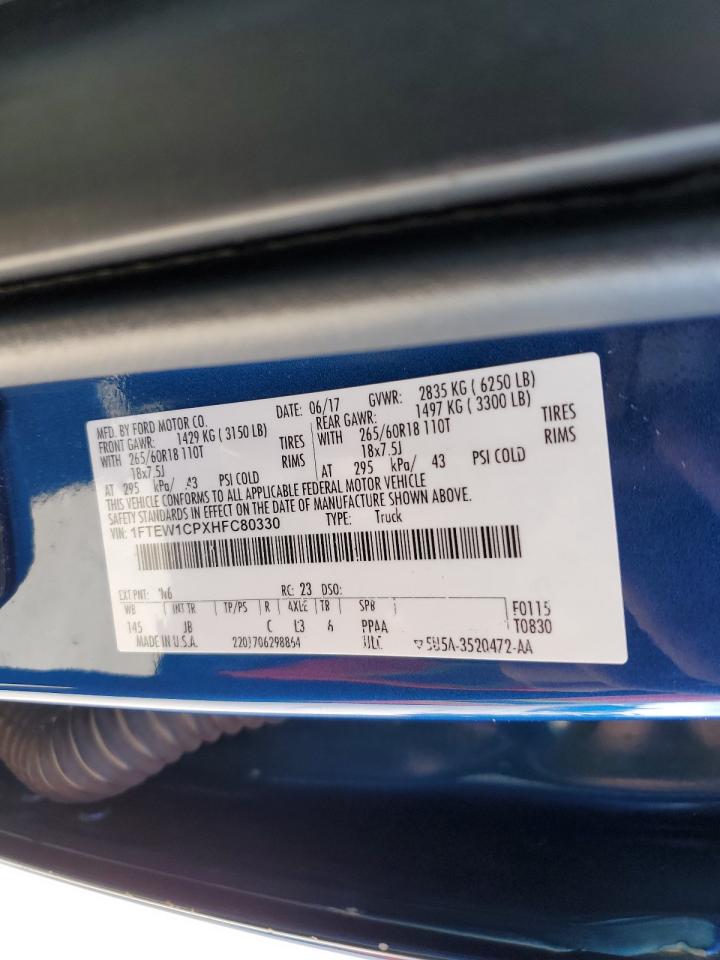 MFD. BY FORD MOTOR CO. DATE: 06/17 GVWR: 2835 KG ( 6250 LB)
FRONT GAWR: 1429 KG ( 3150 LB) REAR GAWR: 1497 KG ( 3300 LB)
WITH 265/60R18 110T TIRES WITH 265/60R18 110T TIRES
18x7.5J RIMS 18x7.5J RIMS
AT 295 kPa/ 43 PSI COLD AT 295 kPa/ 43 PSI COLD
THIS VEHICLE CONFORMS TO ALL APPLICABLE FEDERAL MOTOR VEHICLE
SAFETY STANDARDS IN EFFECT ON THE DATE OF MANUFACTURE SHOWN ABOVE.
VIN: 1FTEW1CPXHFC80330 TYPE: Truck
EXT PNT: N6 RC: 23 DSO:
WB INT TR TP/PS R AXLE TR SPR F0115
145 JB C L3 6 PPAA T0830
MADE IN U.S.A. 2201706298864 ULC 5U5A-3520472-AA